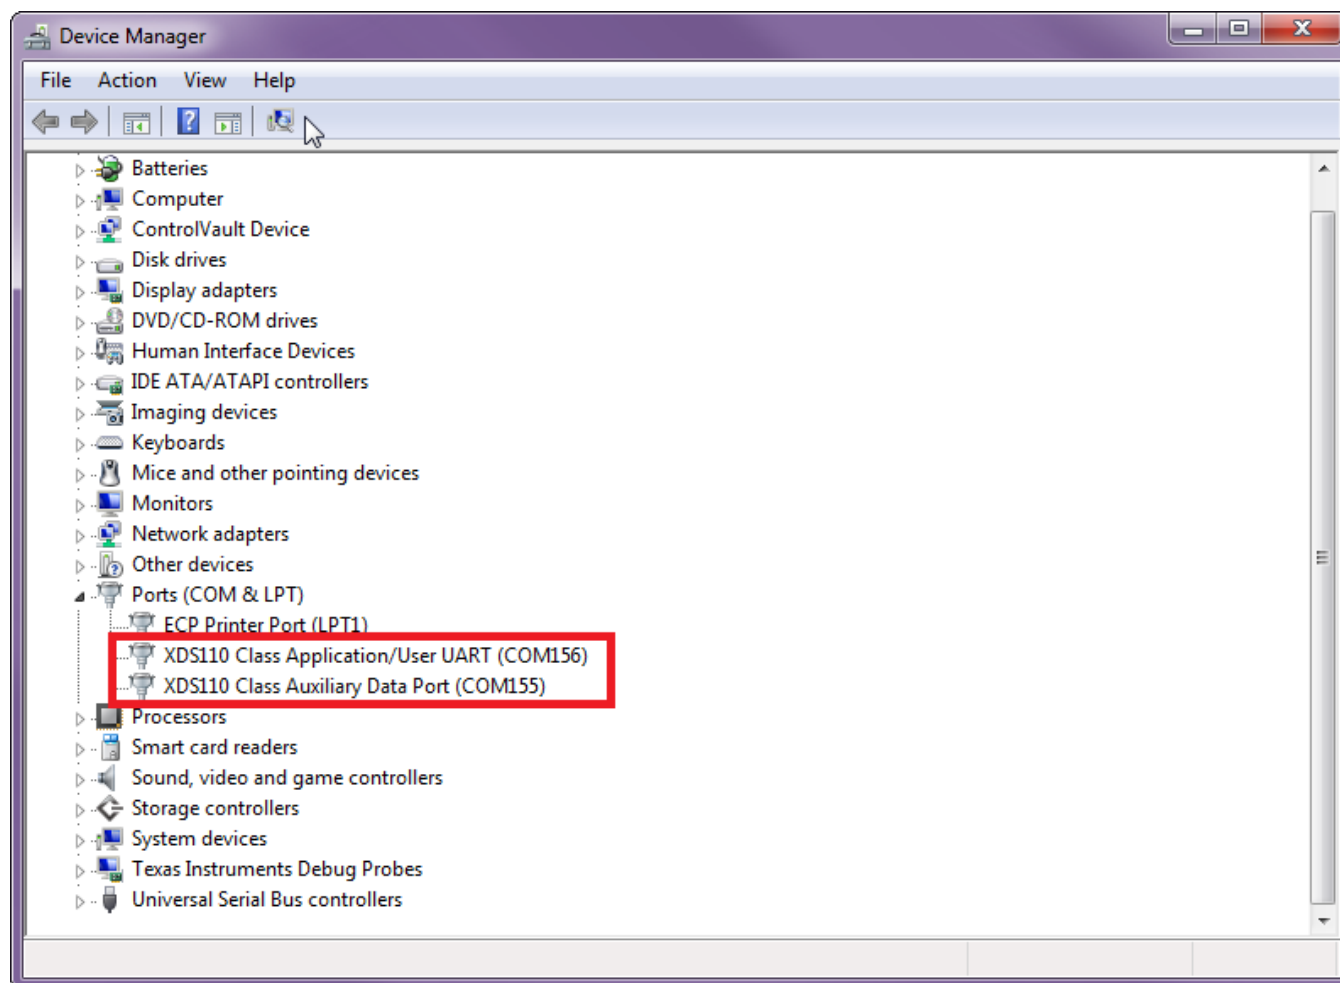 Device Manager
File Action View Help
Batteries
Computer
ControlVault Device
Disk drives
Display adapters
DVD/CD-ROM drives
Human Interface Devices
IDE ATA/ATAPI controllers
Imaging devices
Keyboards
Mice and other pointing devices
Monitors
Network adapters
Other devices
Ports (COM & LPT)
ECP Printer Port (LPT1)
XDS110 Class Application/User UART (COM156)
XDS110 Class Auxiliary Data Port (COM155)
Processors
Smart card readers
Sound, video and game controllers
Storage controllers
System devices
Texas Instruments Debug Probes
Universal Serial Bus controllers